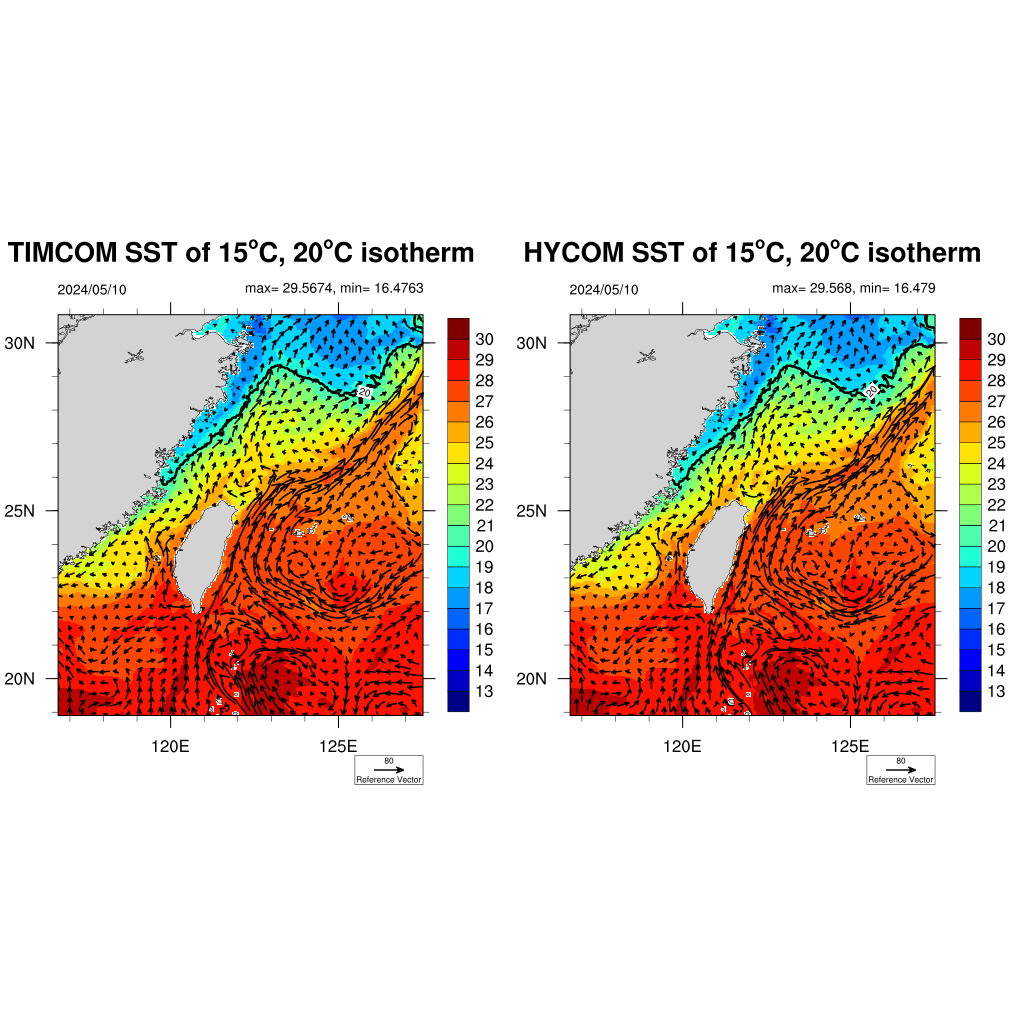 TIMCOM SST of 15°C, 20°C isotherm
2024/05/10
max= 29.5674, min= 16.4763
30N
25N
20N
120E
125E
20
30
29
28
27
26
25
24
23
22
21
20
19
18
17
16
15
14
13
80
Reference Vector
HYCOM SST of 15°C, 20°C isotherm
2024/05/10
max= 29.568, min= 16.479
30N
25N
20N
120E
125E
20
30
29
28
27
26
25
24
23
22
21
20
19
18
17
16
15
14
13
80
Reference Vector